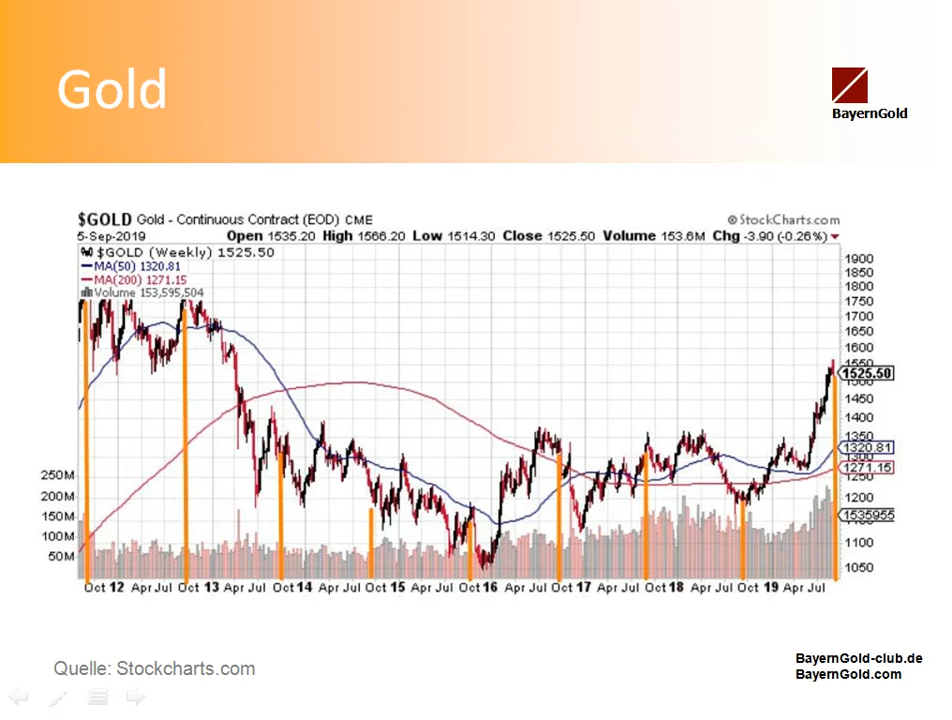 Gold
BayernGold
$GOLD Gold - Continuous Contract (EOD) CME
© StockCharts.com
5-Sep-2019
Open 1535.20 High 1566.20 Low 1514.30 Close 1525.50 Volume 153.6M Chg -3.90 (-0.26%)
$GOLD (Weekly) 1525.50
MA(50) 1320.81
MA(200) 1271.15
Volume 153,595,504
1900
1850
1800
1750
1700
1650
1600
1550
1525.50
1500
1450
1400
1350
1320.81
1300
1271.15
1250
1200
1535955
1100
1050
250M
200M
150M
100M
50M
Oct 12 Apr Jul Oct 13 Apr Jul Oct 14 Apr Jul Oct 15 Apr Jul Oct 16 Apr Jul Oct 17 Apr Jul Oct 18 Apr Jul Oct 19 Apr Jul
Quelle: Stockcharts.com
BayernGold-club.de
BayernGold.com